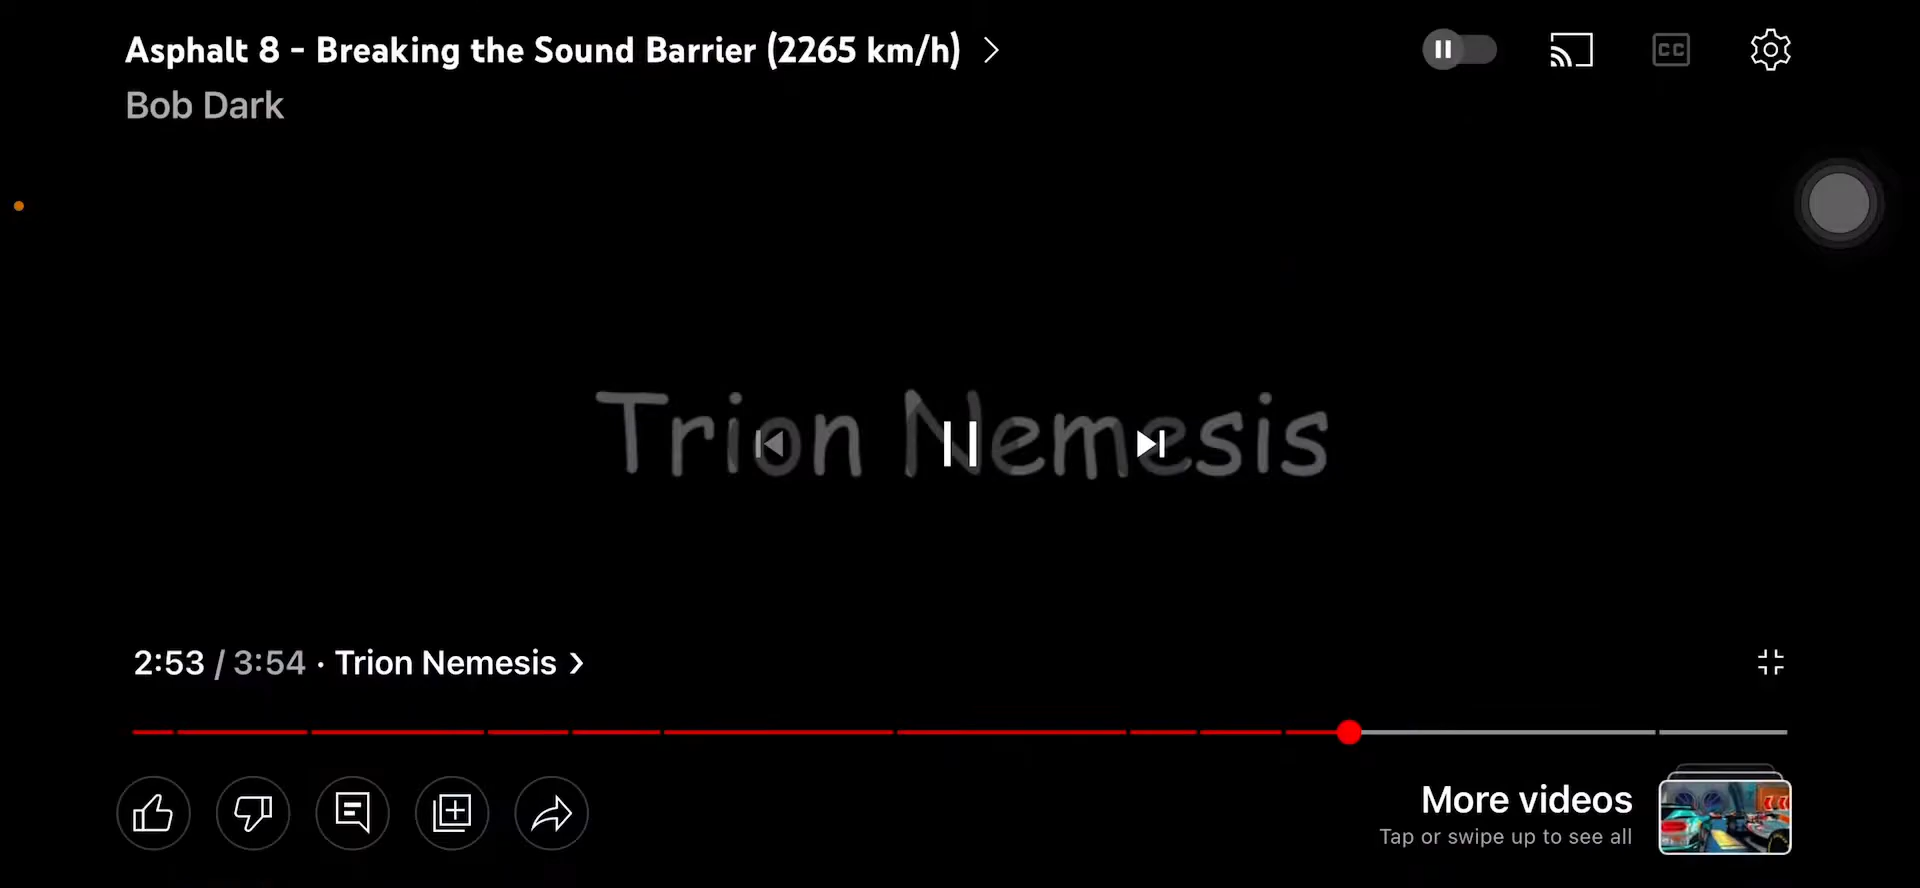 Asphalt 8 - Breaking the Sound Barrier (2265 km/h)
CC
Bob Dark
Trion Nemesis
2:53 / 3:54 · Trion Nemesis
More videos
Tap or swipe up to see all